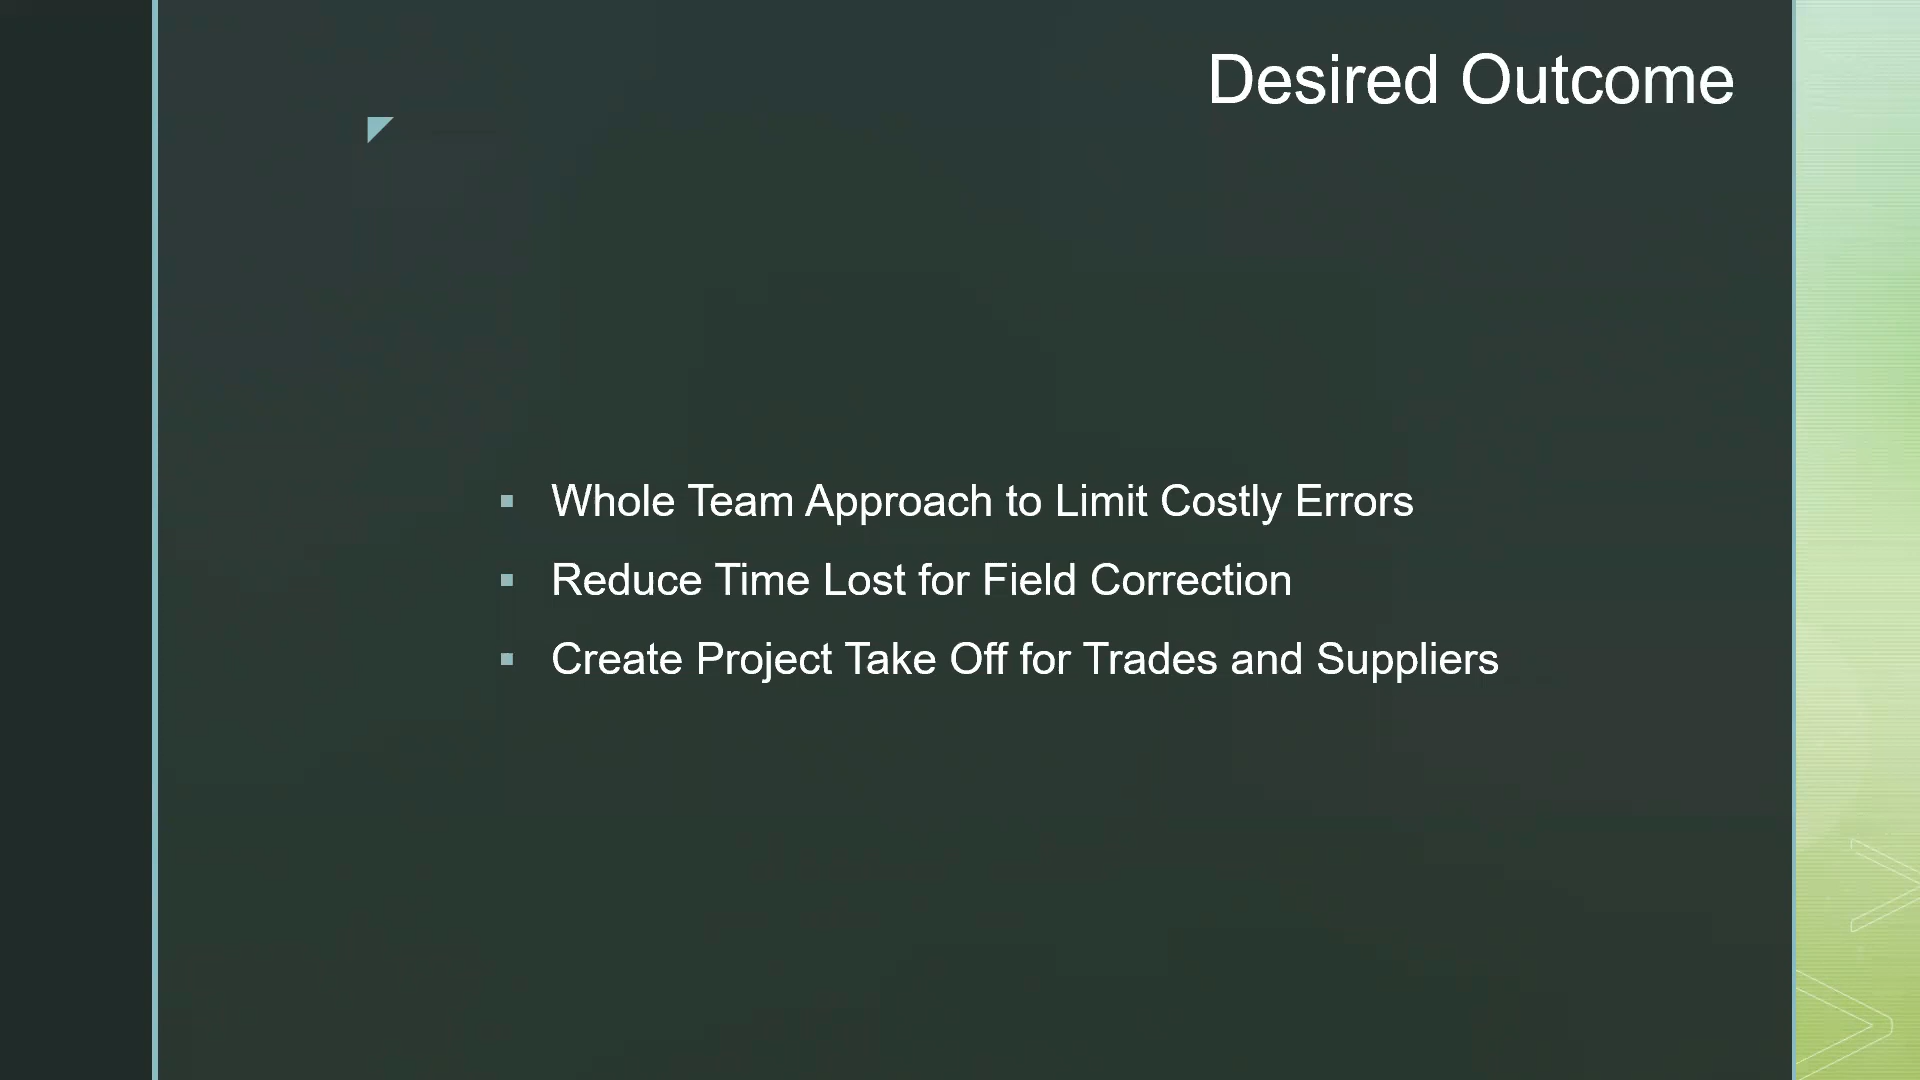 Desired Outcome
Whole Team Approach to Limit Costly Errors
Reduce Time Lost for Field Correction
Create Project Take Off for Trades and Suppliers